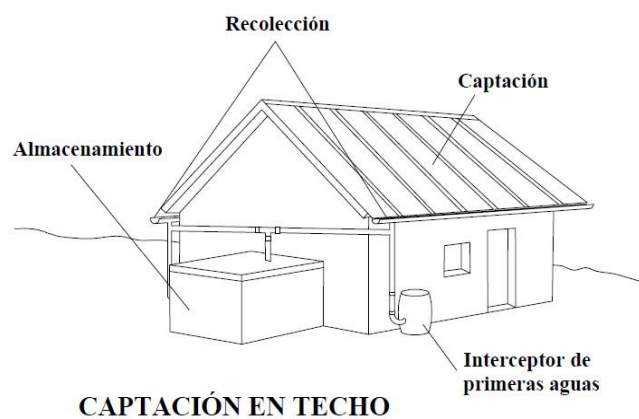 Recolección
Captación
Almacenamiento
Interceptor de
primeras aguas
CAPTACIÓN EN TECHO